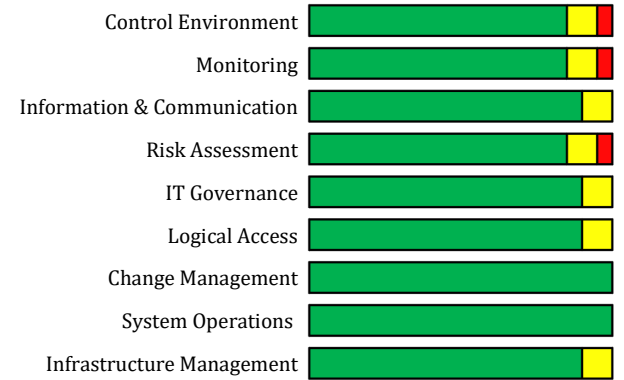 Control Environment
Monitoring
Information & Communication
Risk Assessment
IT Governance
Logical Access
Change Management
System Operations
Infrastructure Management